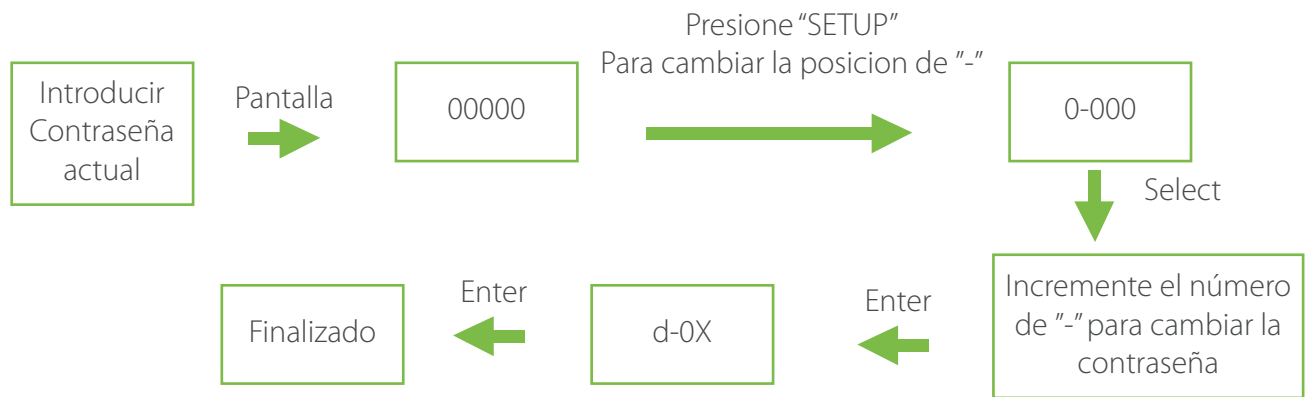 Introducir
Contraseña
actual
Pantalla
00000
Presione “SETUP”
Para cambiar la posicion de ”-”
0-000
Select
Incremente el número
de ”-” para cambiar la
contraseña
Enter
d-0X
Enter
Finalizado